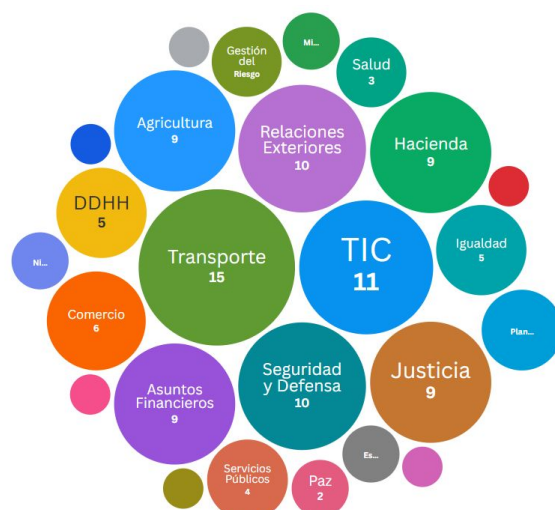 Mi...
Gestión
del
Riesgo
Salud
3
Agricultura
9
Relaciones
Exteriores
10
Hacienda
9
DDHH
5
Transporte
15
TIC
11
Igualdad
5
Ni...
Comercio
6
Plan...
Asuntos
Financieros
9
Seguridad
y Defensa
10
Justicia
9
Es...
Servicios
Públicos
4
Paz
2